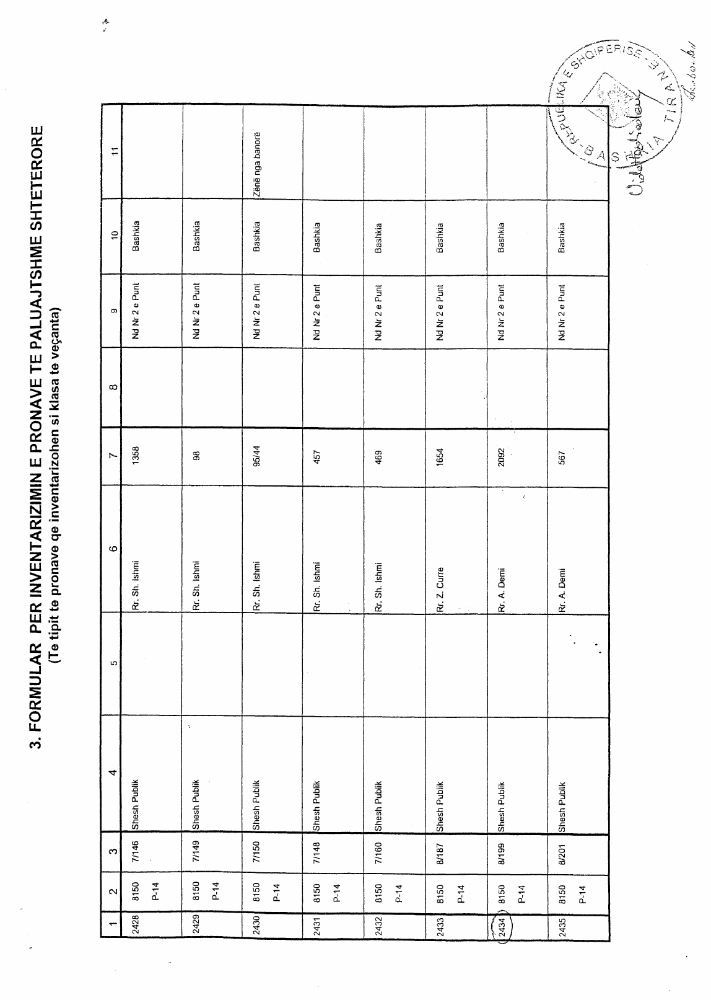 3. FORMULAR PER INVENTARIZIMIN E PRONAVE TE PALUAJTSHME SHTETERORE
(Te tipit te pronave qe inventarizohen si klasa te veçanta)
1 2 3 4 5 6 7 8 9 10 11
2428 8150 7/146 Shesh Publik Rr. Sh. Ishmi 1358 Nd Nr 2 e Punt Bashkia
P-14
2429 8150 7/149 Shesh Publik Rr. Sh. Ishmi 98 Nd Nr 2 e Punt Bashkia
P-14
2430 8150 7/150 Shesh Publik Rr. Sh. Ishmi 95/44 Nd Nr 2 e Punt Bashkia Zënë nga banorë
P-14
2431 8150 7/148 Shesh Publik Rr. Sh. Ishmi 457 Nd Nr 2 e Punt Bashkia
P-14
2432 8150 7/160 Shesh Publik Rr. Sh. Ishmi 469 Nd Nr 2 e Punt Bashkia
P-14
2433 8150 8/187 Shesh Publik Rr. Z. Curre 1654 Nd Nr 2 e Punt Bashkia
P-14
2434 8150 8/199 Shesh Publik Rr. A. Demi 2092 Nd Nr 2 e Punt Bashkia
P-14
2435 8150 8/201 Shesh Publik Rr. A. Demi 567 Nd Nr 2 e Punt Bashkia
P-14
REPUBLIKA E SHQIPERISE
BASHKIA TIRANE